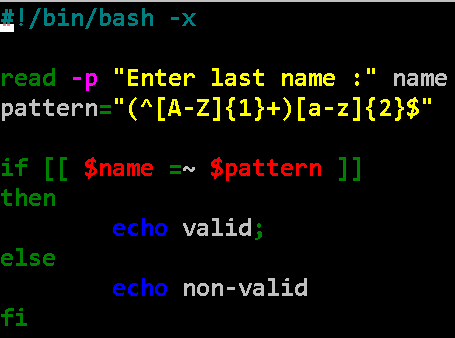 #!/bin/bash -x
read -p "Enter last name :" name
pattern="(^[A-Z]{1}+)[a-z]{2}$"
if [[ $name =~ $pattern ]]
then
echo valid;
else
echo non-valid
fi